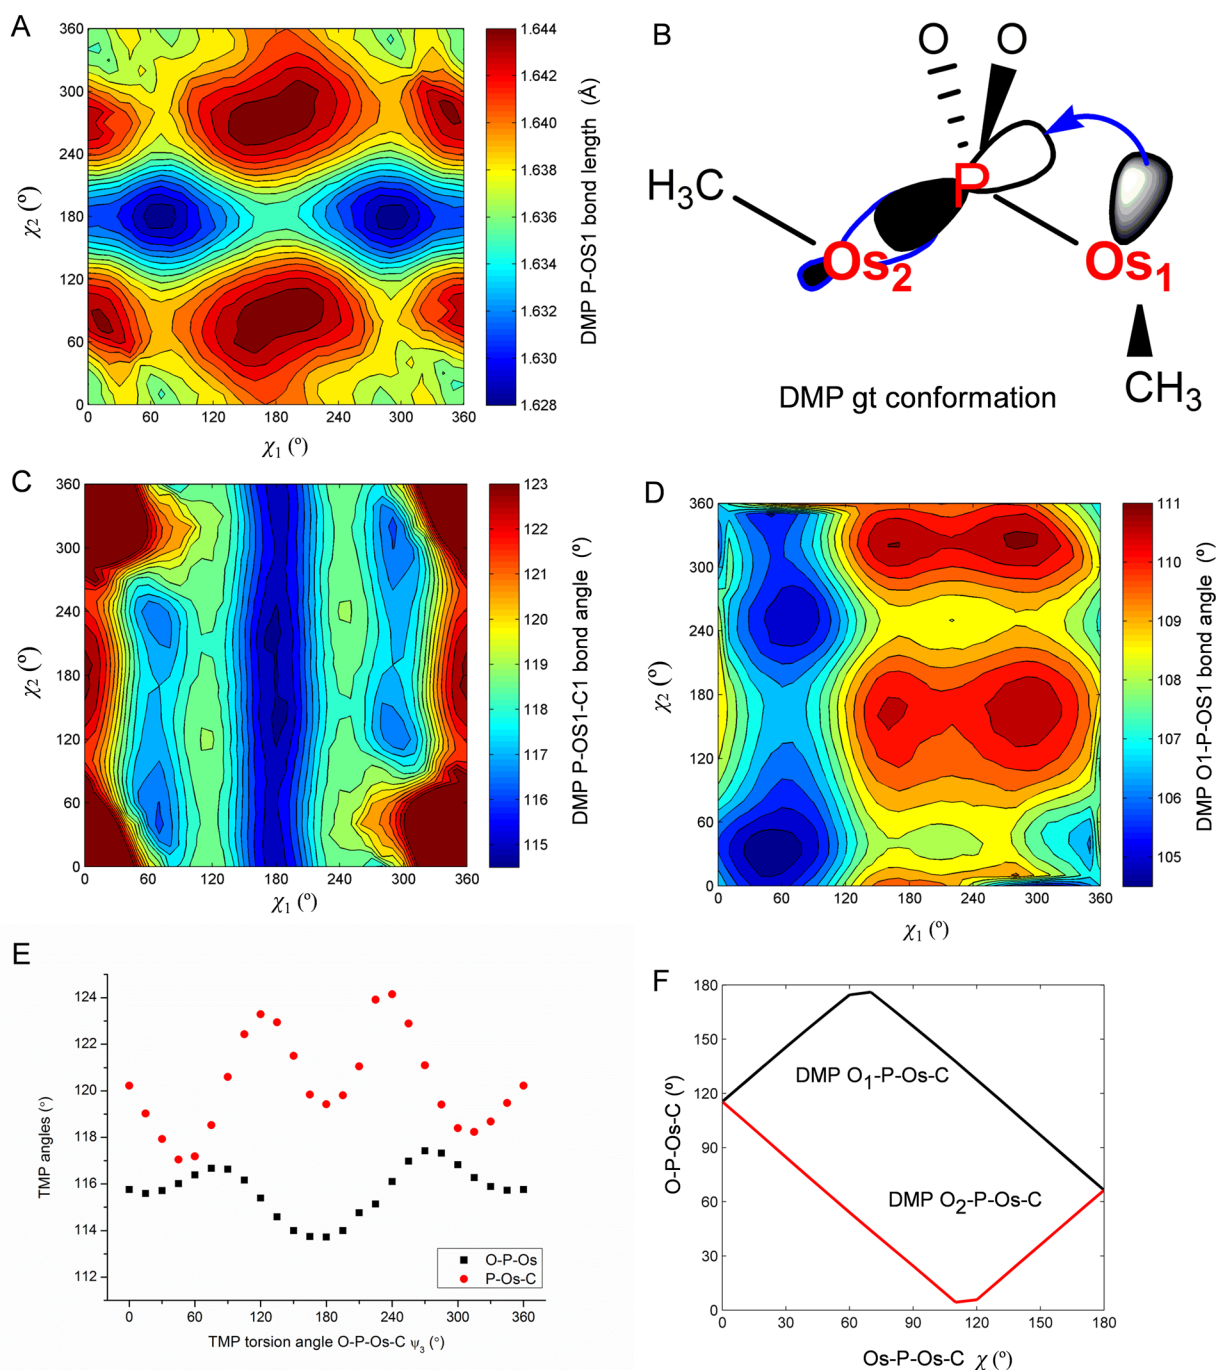 A
360
300
240
180
120
60
0
χ2 (º)
0 60 120 180 240 300 360
χ1 (º)
1.644
1.642
1.640
1.638
1.636
1.634
1.632
1.630
1.628
DMP P-OS1 bond length (Å)
B
O O
H3C
P
Os2 Os1
CH3
DMP gt conformation
C
360
300
240
180
120
60
0
χ2 (º)
0 60 120 180 240 300 360
χ1 (º)
123
122
121
120
119
118
117
116
115
DMP P-OS1-C1 bond angle (º)
D
360
300
240
180
120
60
0
χ2 (º)
0 60 120 180 240 300 360
χ1 (º)
111
110
109
108
107
106
105
DMP O1-P-OS1 bond angle (º)
E
124
122
120
118
116
114
112
TMP angles (°)
O-P-Os
P-Os-C
0 60 120 180 240 300 360
TMP torsion angle O-P-Os-C ψ3 (°)
F
180
150
120
90
60
30
0
O-P-Os-C (º)
DMP O1-P-Os-C
DMP O2-P-Os-C
0 30 60 90 120 150 180
Os-P-Os-C χ (º)